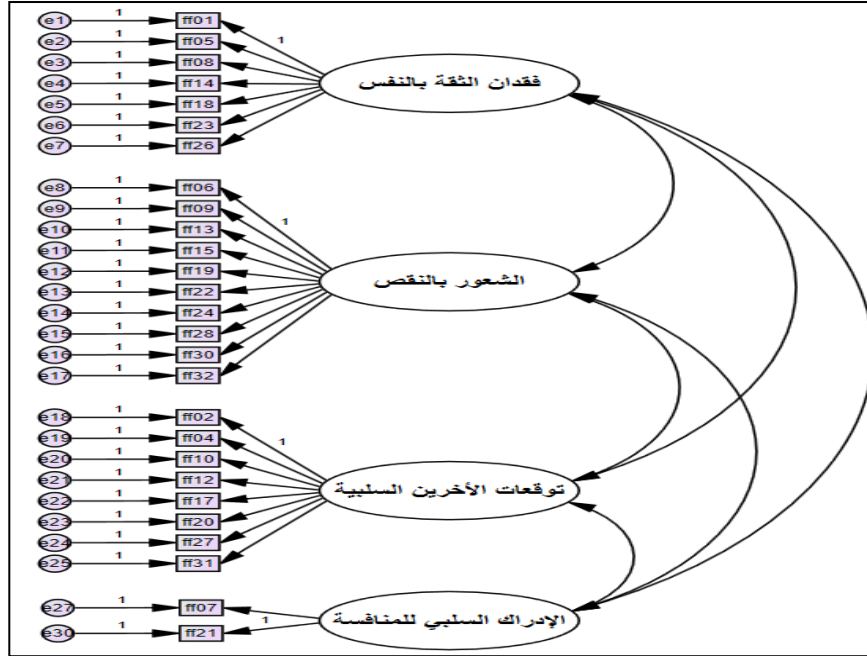 e1 1 ff01
e2 1 ff05 1
e3 1 ff08
e4 1 ff14 فقدان الثقة بالنفس
e5 1 ff18
e6 1 ff23
e7 1 ff26
e8 1 ff06
e9 1 ff09 1
e10 1 ff13
e11 1 ff15
e12 1 ff19 الشعور بالنقص
e13 1 ff22
e14 1 ff24
e15 1 ff28
e16 1 ff30
e17 1 ff32
e18 1 ff02
e19 1 ff04 1
e20 1 ff10
e21 1 ff12
e22 1 ff17 توقعات الأخرين السلبية
e23 1 ff20
e24 1 ff27
e25 1 ff31
e27 1 ff07
e30 1 ff21 1 الإدراك السلبي للمنافسة